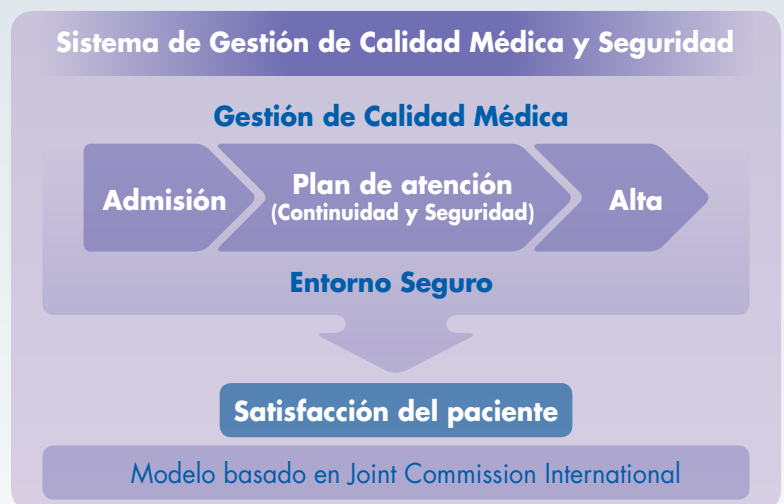 Sistema de Gestión de Calidad Médica y Seguridad
Gestión de Calidad Médica
Admisión
Plan de atención
(Continuidad y Seguridad)
Alta
Entorno Seguro
Satisfacción del paciente
Modelo basado en Joint Commission International